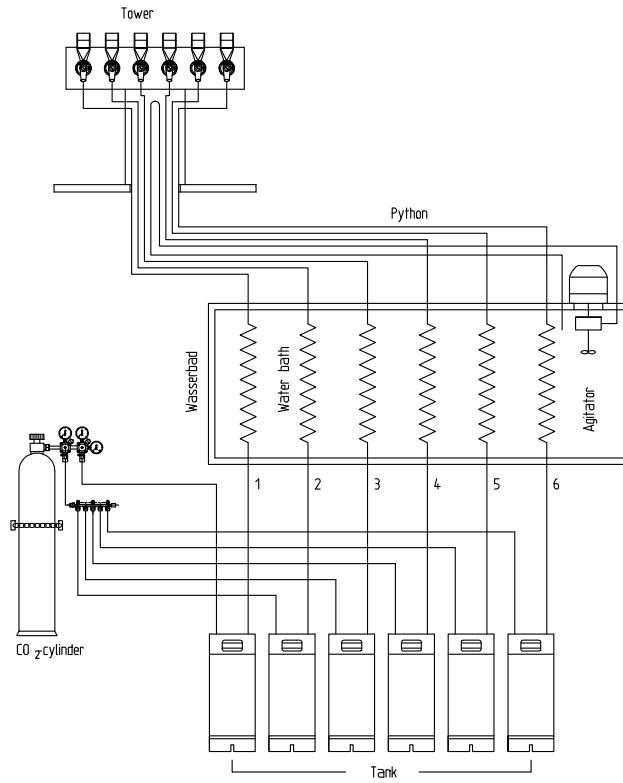 Tower
Python
Wasserbad
Water bath
Agitator
1 2 3 4 5 6
CO 2-cylinder
Tank